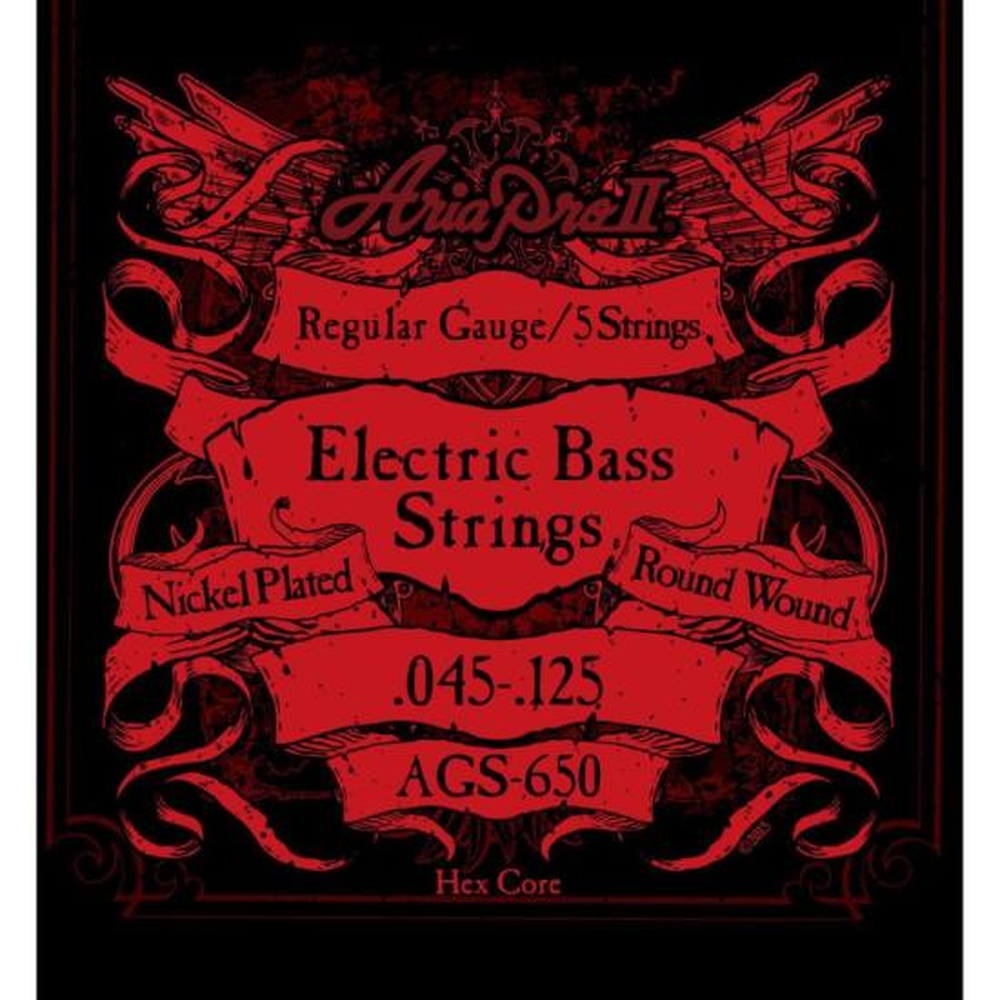 Aria Pro II
Regular Gauge/5 Strings
Electric Bass
Strings
Nickel Plated
Round Wound
.045-.125
AGS-650
Hex Core